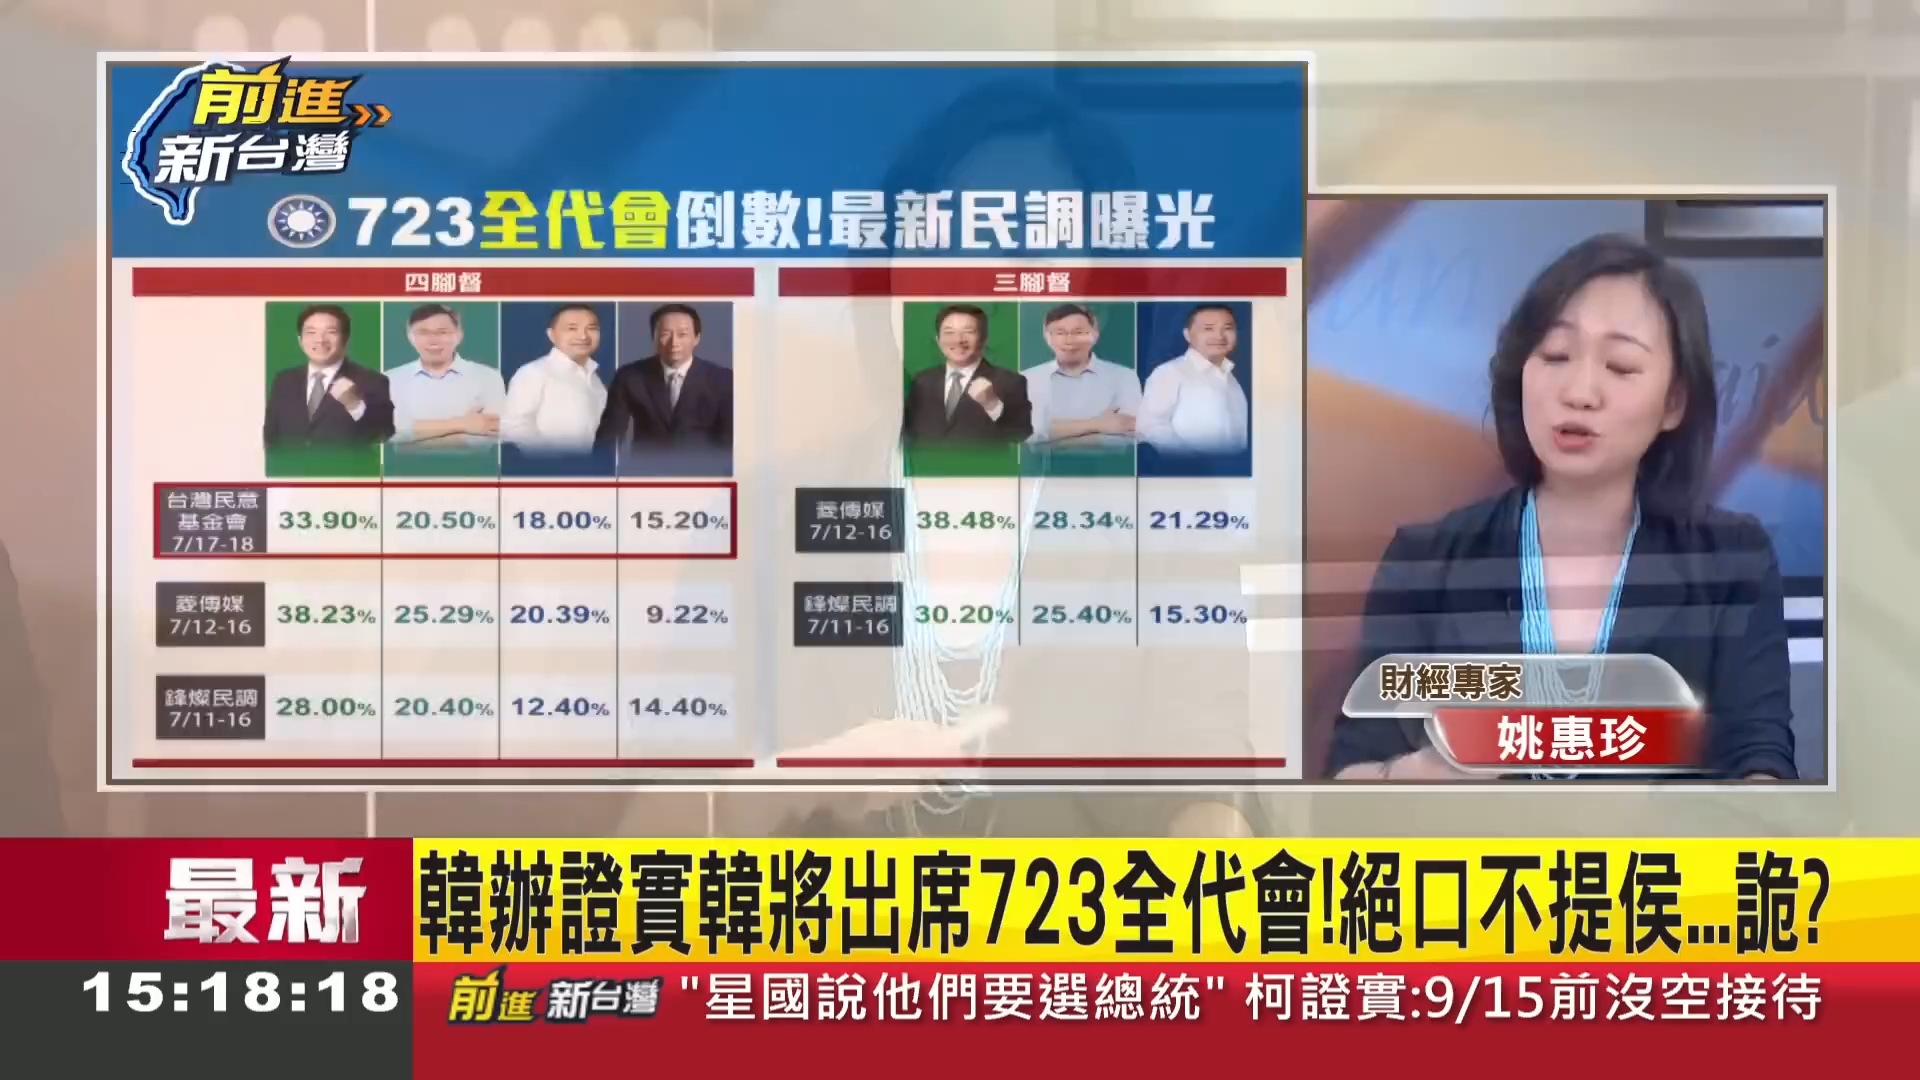 前進
新台灣
723全代會倒數!最新民調曝光
四腳督
三腳督
台灣民意
基金會
7/17-18
33.90% 20.50% 18.00% 15.20%
菱傳媒
7/12-16
38.23% 25.29% 20.39% 9.22%
鋒燦民調
7/11-16
28.00% 20.40% 12.40% 14.40%
菱傳媒
7/12-16
38.48% 28.34% 21.29%
鋒燦民調
7/11-16
30.20% 25.40% 15.30%
財經專家
姚惠珍
最新
韓辦證實韓將出席723全代會!絕口不提侯...詭?
15:18:18
前進新台灣 "星國說他們要選總統" 柯證實:9/15前沒空接待